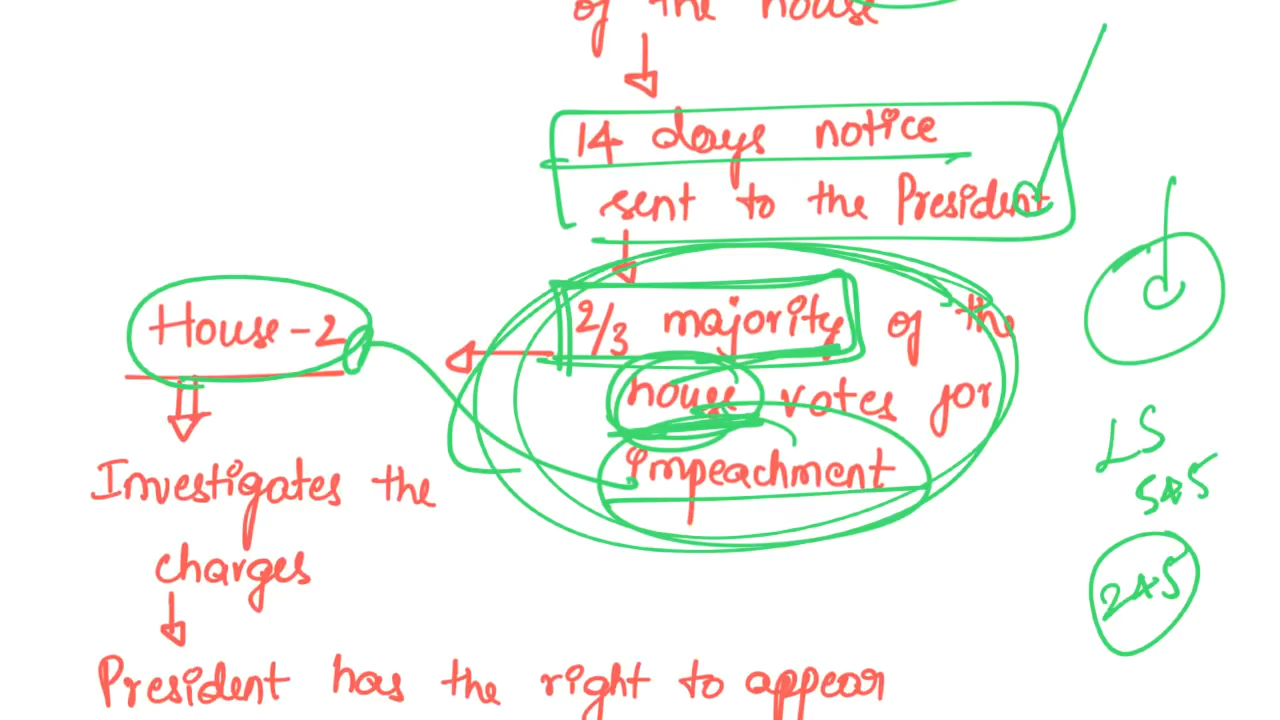 of the house
14 days notice
sent to the President
2/3 majority of the
house votes for
impeachment
House-2
Investigates the
charges
President has the right to appear
LS
545
245